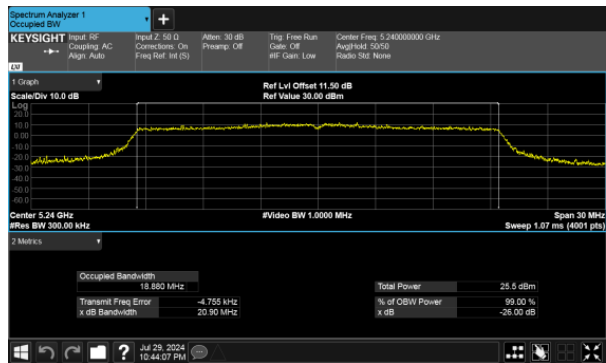 Spectrum Analyzer 1
Occupied BW
+
KEYSIGHT Input: RF Input Z: 50 Ω Atten: 30 dB Trig: Free Run Center Freq: 5.240000000 GHz
Coupling: AC Corrections: On Preamp: Off Gate: Off Avg|Hold: 50/50
Align: Auto Freq Ref: Int (S) #IF Gain: Low Radio Std: None
LXI
1 Graph
Ref Lvl Offset 11.50 dB
Scale/Div 10.0 dB Ref Value 30.00 dBm
Log
20.0
10.0
0.00
-10.0
-20.0
-30.0
-40.0
-50.0
-60.0
Center 5.24 GHz #Video BW 1.0000 MHz Span 30 MHz
#Res BW 300.00 kHz Sweep 1.07 ms (4001 pts)
2 Metrics
Occupied Bandwidth
18.880 MHz Total Power 25.5 dBm
Transmit Freq Error -4.755 kHz % of OBW Power 99.00 %
x dB Bandwidth 20.90 MHz x dB -26.00 dB
?
Jul 29, 2024
10:44:07 PM